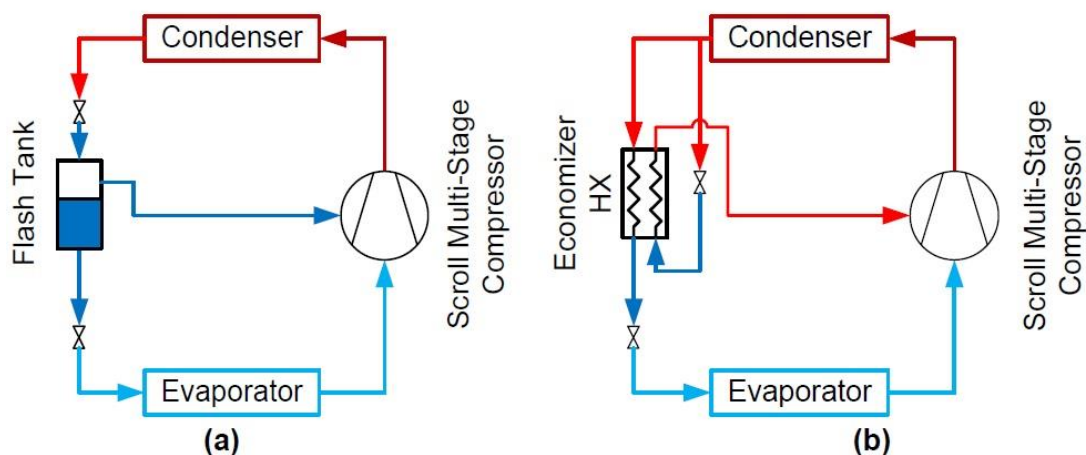 Condenser
Flash Tank
Scroll Multi-Stage
Compressor
Evaporator
(a)
Condenser
Economizer
HX
Scroll Multi-Stage
Compressor
Evaporator
(b)